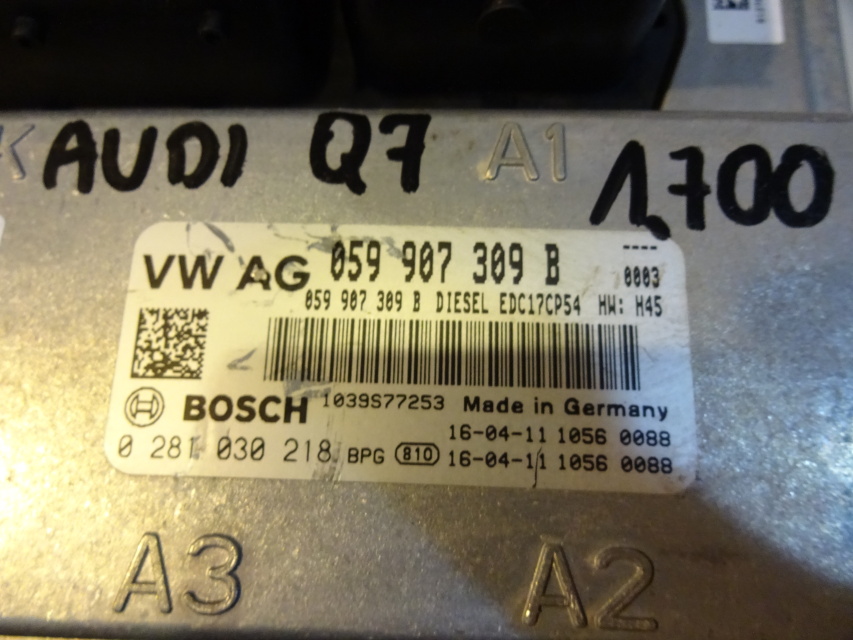 K AUDI Q7 A1 1,700
VW AG 059 907 309 B
----
0003
059 907 309 B DIESEL EDC17CP54 HW: H45
BOSCH 1039S77253 Made in Germany
16-04-11 1056 0088
0 281 030 218 BPG 810 16-04-11 1056 0088
A3 A2